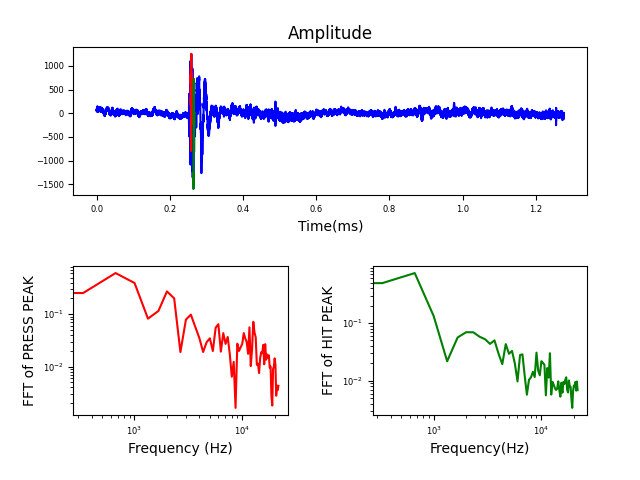 Amplitude
1000
500
0
−500
−1000
−1500
0.0 0.2 0.4 0.6 0.8 1.0 1.2
Time(ms)
FFT of PRESS PEAK
10⁻¹
10⁻²
10³ 10⁴
Frequency (Hz)
FFT of HIT PEAK
10⁻¹
10⁻²
10³ 10⁴
Frequency(Hz)